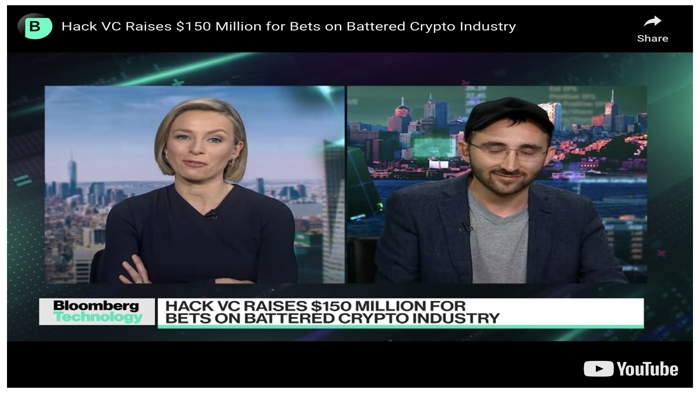 B
Hack VC Raises $150 Million for Bets on Battered Crypto Industry
Share
Bloomberg
Technology
HACK VC RAISES $150 MILLION FOR
BETS ON BATTERED CRYPTO INDUSTRY
YouTube